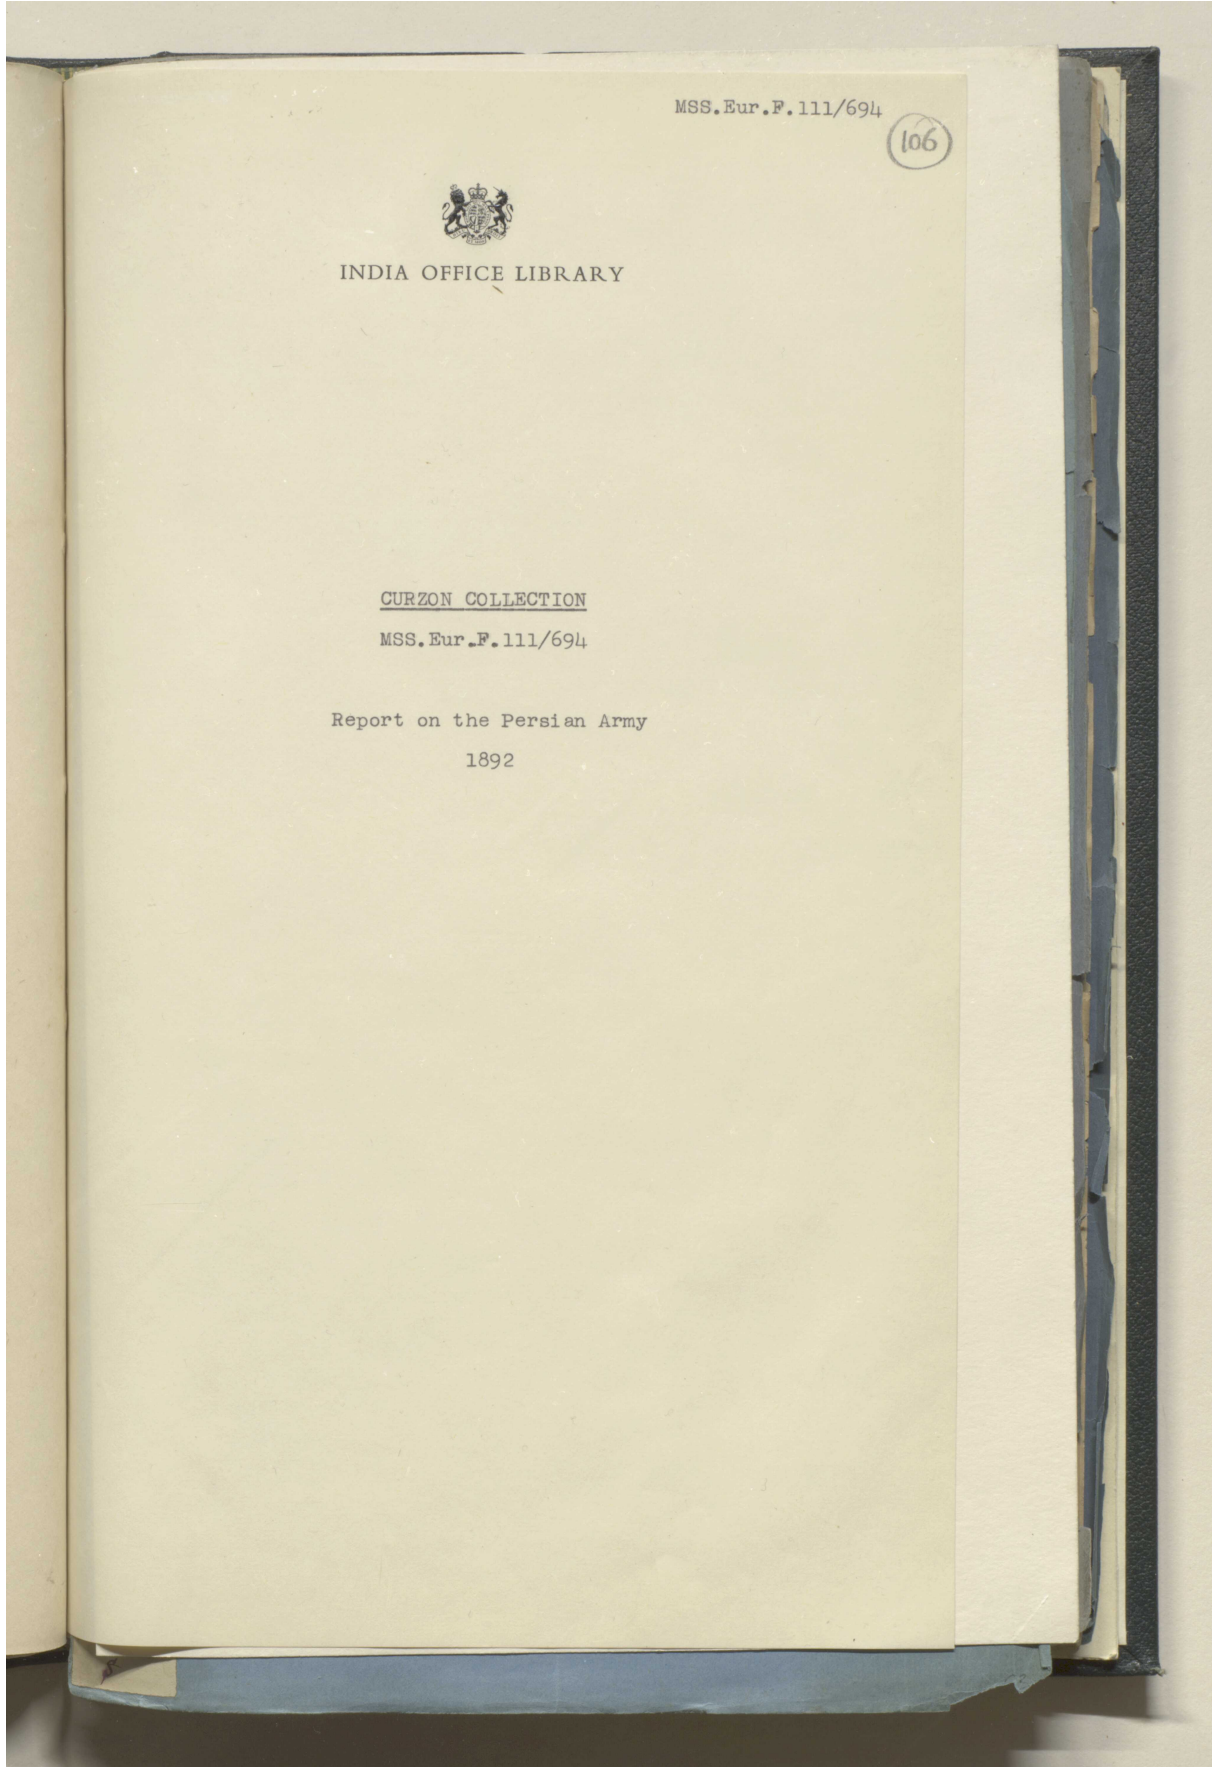 MSS.Eur.F.111/694
106
INDIA OFFICE LIBRARY
CURZON COLLECTION
MSS.Eur.F.111/694
Report on the Persian Army
1892